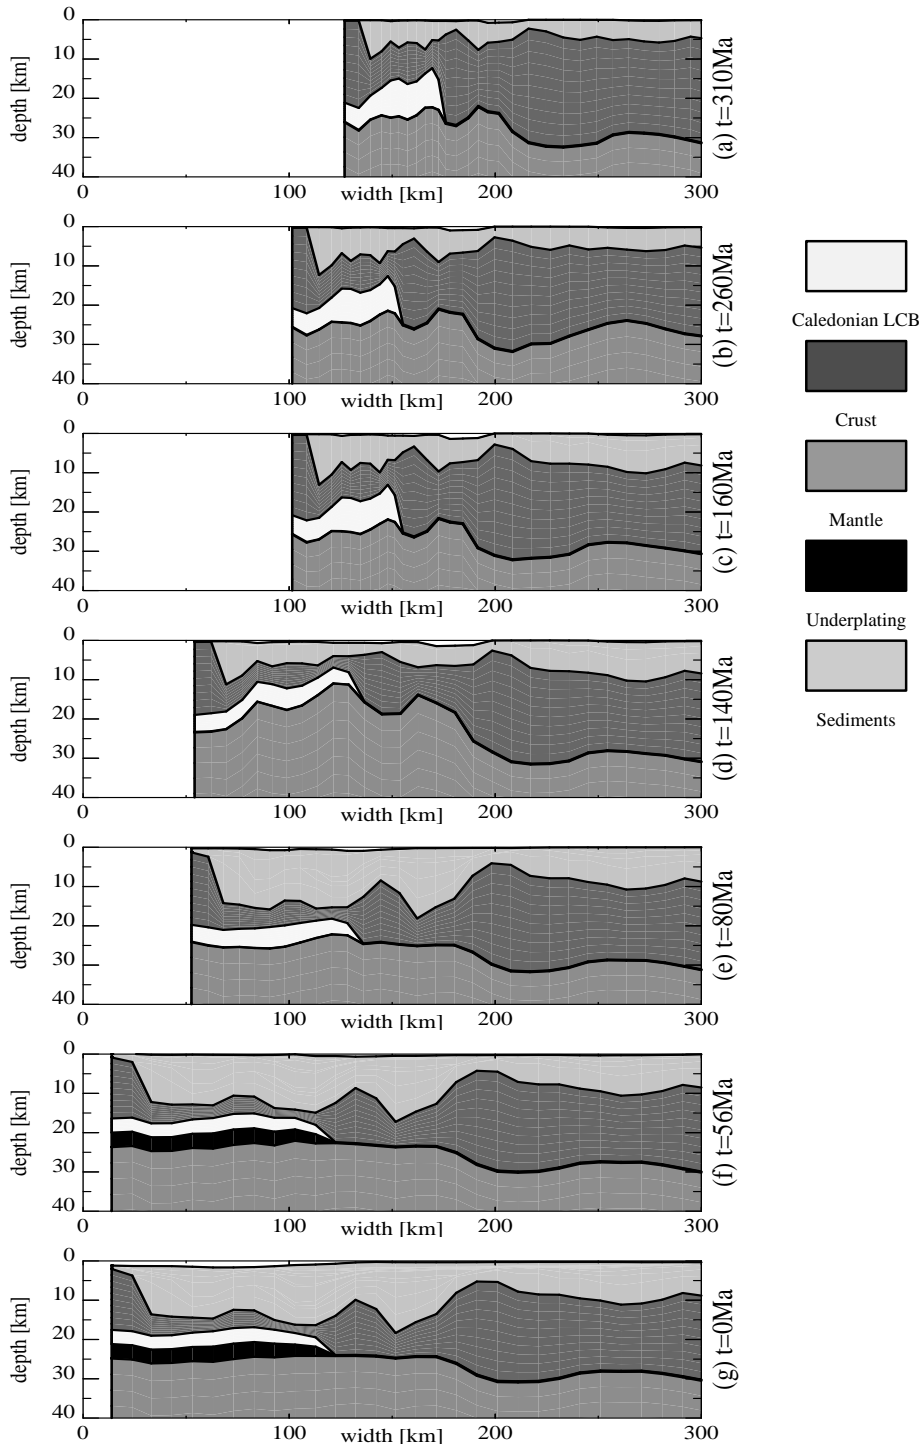 0
10
20
30
40
depth [km]
0
100
200
300
width [km]
(a) t=310Ma
0
10
20
30
40
depth [km]
0
100
200
300
width [km]
(b) t=260Ma
0
10
20
30
40
depth [km]
0
100
200
300
width [km]
(c) t=160Ma
0
10
20
30
40
depth [km]
0
100
200
300
width [km]
(d) t=140Ma
0
10
20
30
40
depth [km]
0
100
200
300
width [km]
(e) t=80Ma
0
10
20
30
40
depth [km]
0
100
200
300
width [km]
(f) t=56Ma
0
10
20
30
40
depth [km]
0
100
200
300
width [km]
(g) t=0Ma
Caledonian LCB
Crust
Mantle
Underplating
Sediments